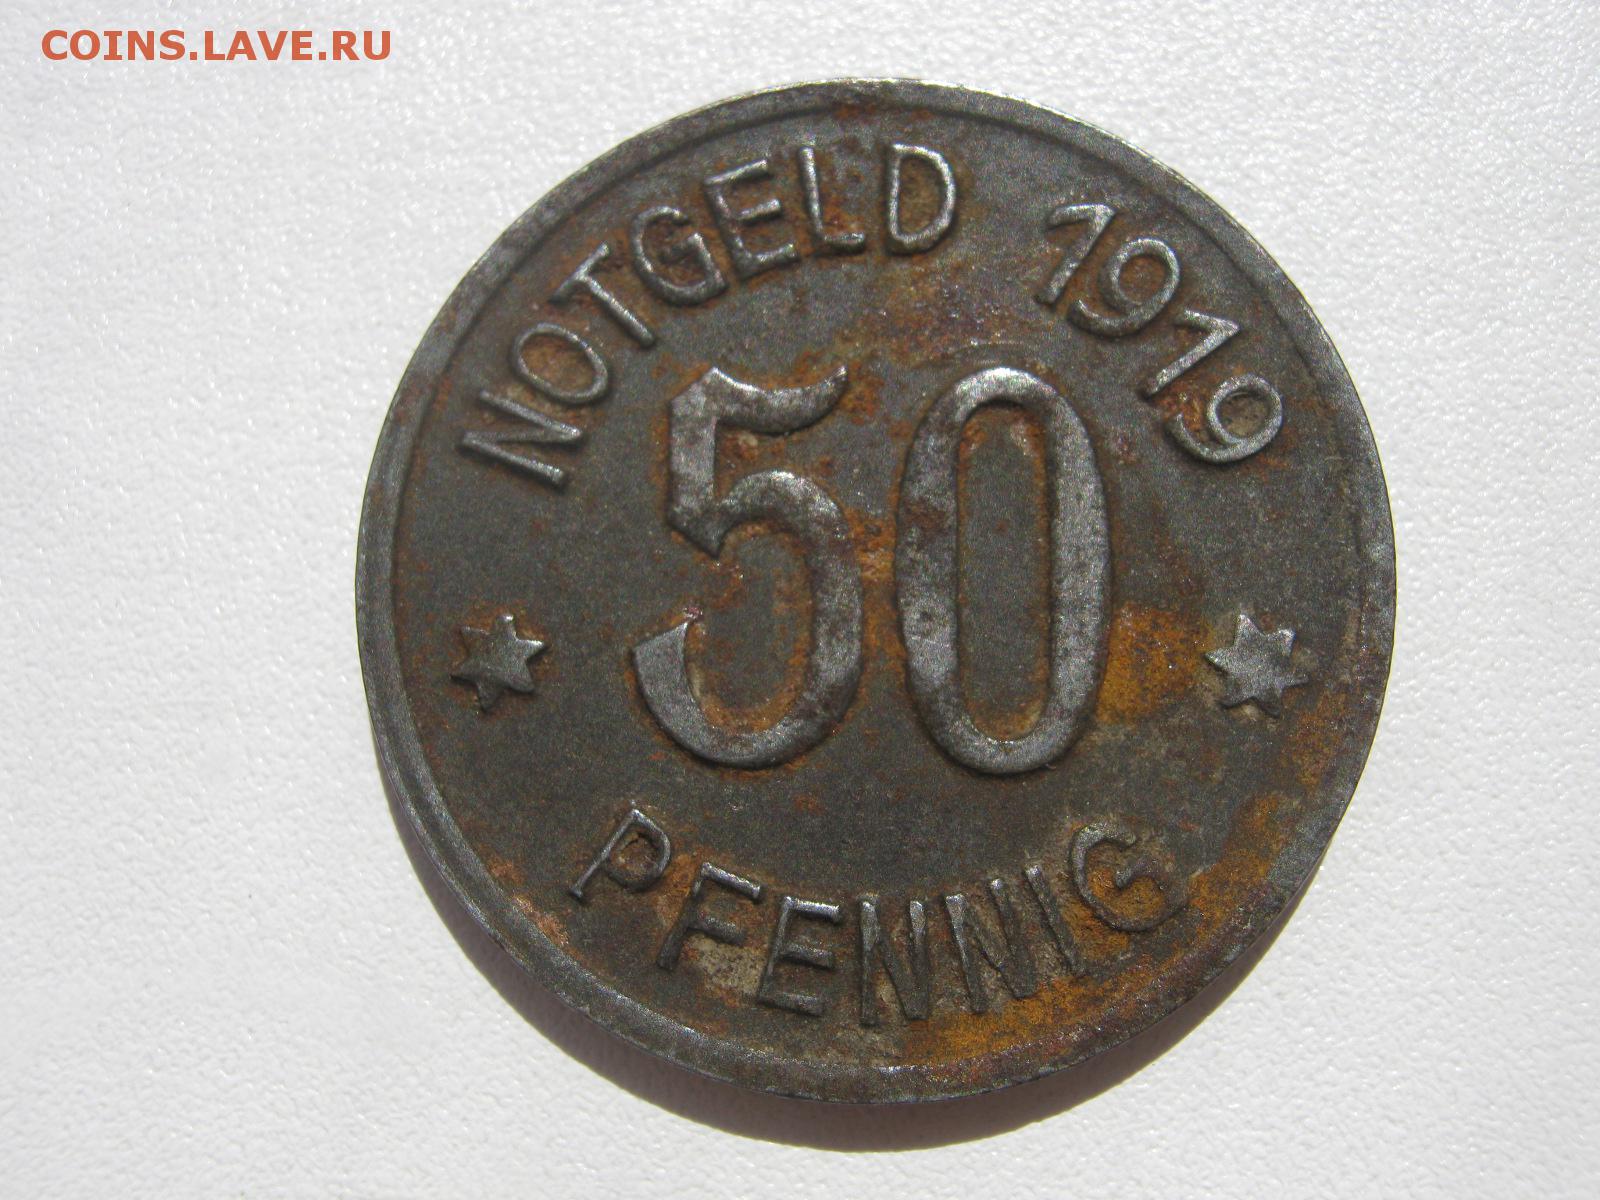 COINS.LAVE.RU
NOTGELD 1919
50
PFENNIG